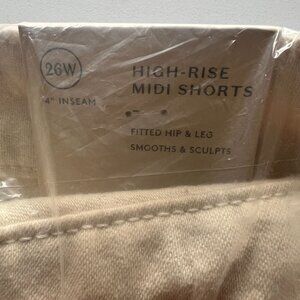 26W
4" INSEAM
HIGH-RISE
MIDI SHORTS
FITTED HIP & LEG
SMOOTHS & SCULPTS